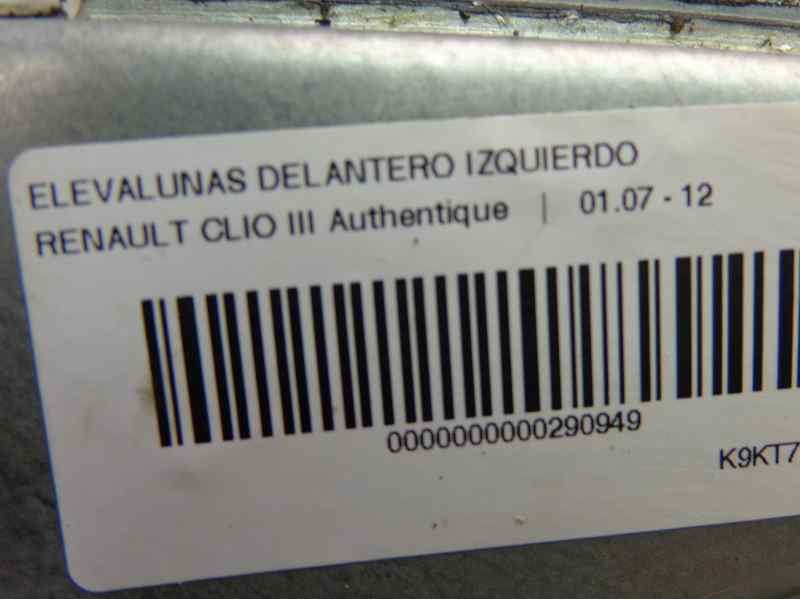 ELEVALUNAS DELANTERO IZQUIERDO
RENAULT CLIO III Authentique | 01.07 - 12
0000000000290949
K9KT7